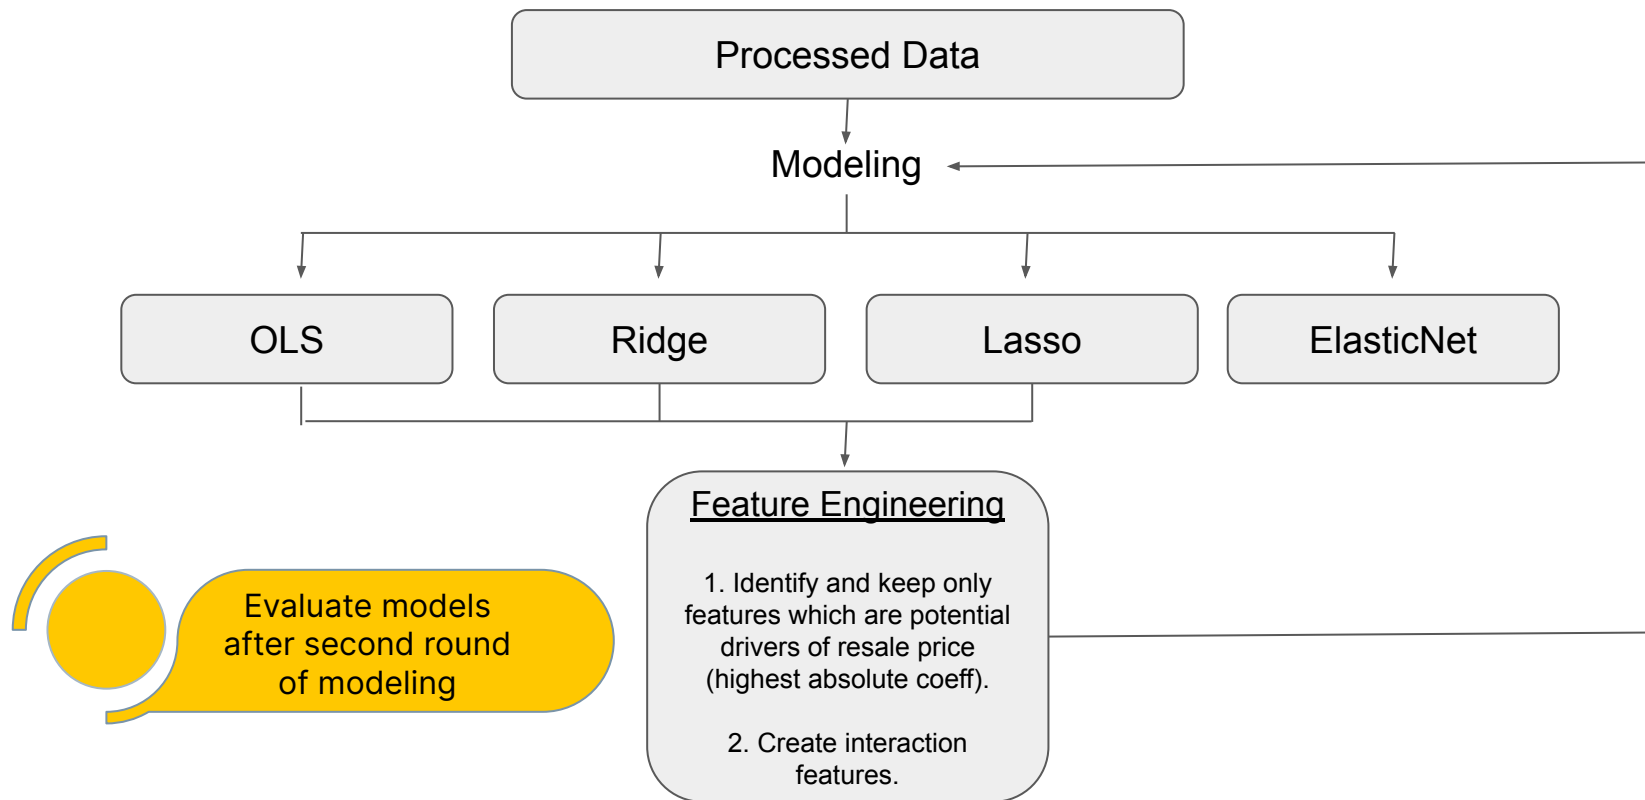 Processed Data
Modeling
OLS
Ridge
Lasso
ElasticNet
Feature Engineering
1. Identify and keep only
features which are potential
drivers of resale price
(highest absolute coeff).
2. Create interaction
features.
Evaluate models
after second round
of modeling